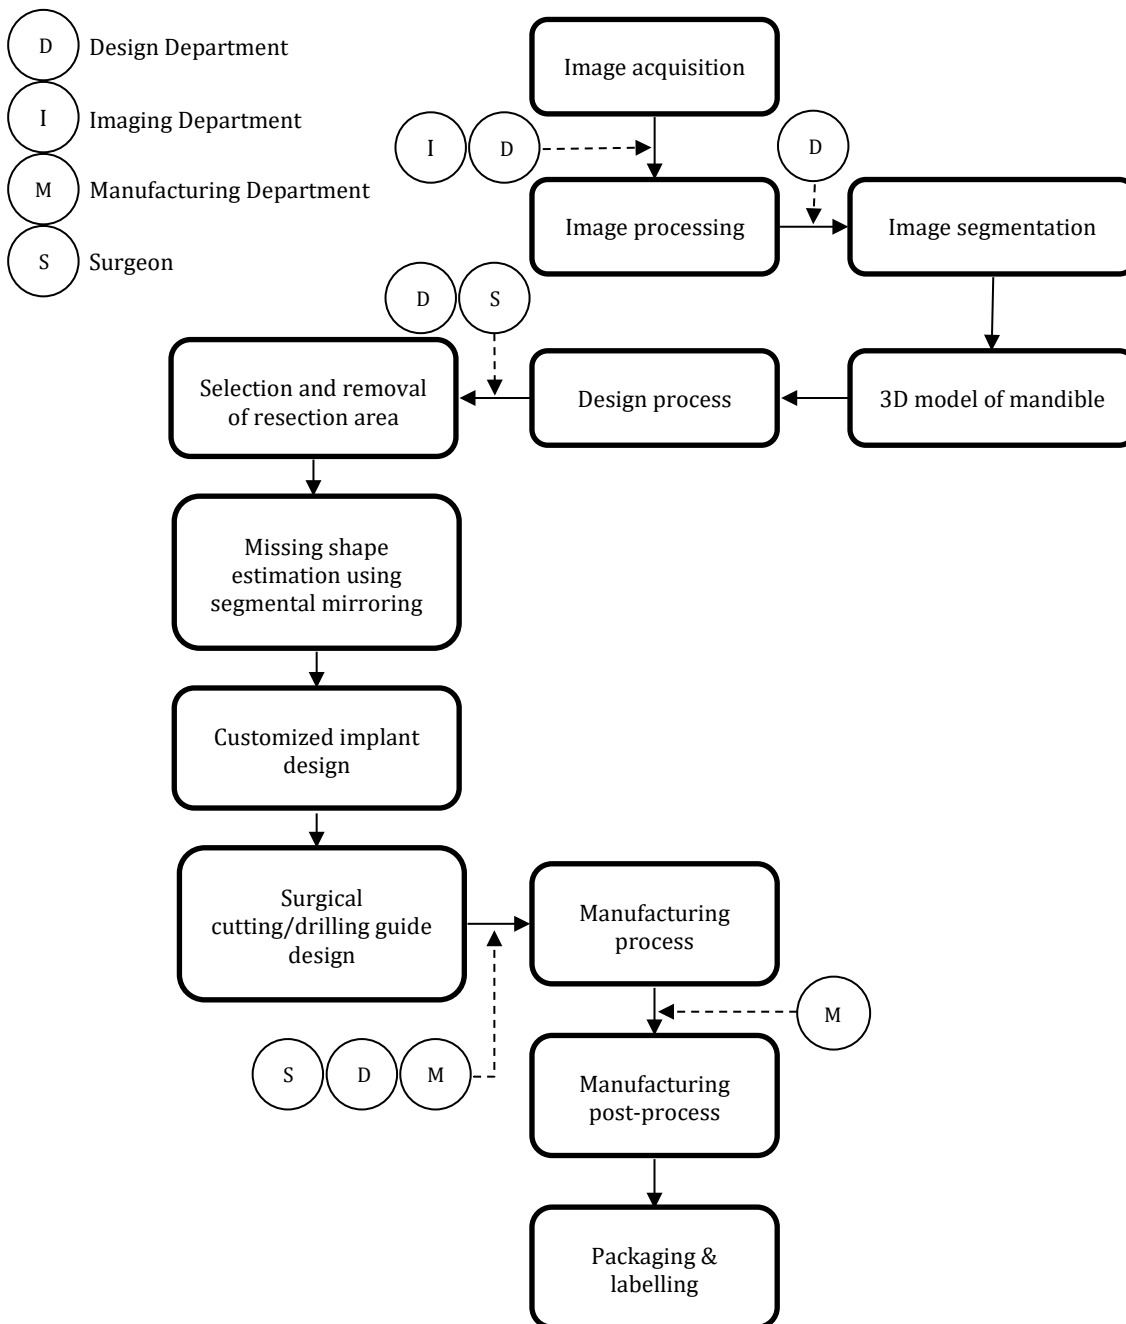 D Design Department
I Imaging Department
M Manufacturing Department
S Surgeon
Image acquisition
I D
D
Image processing
Image segmentation
D S
Selection and removal
of resection area
Design process
3D model of mandible
Missing shape
estimation using
segmental mirroring
Customized implant
design
Surgical
cutting/drilling guide
design
Manufacturing
process
M
S D M
Manufacturing
post-process
Packaging &
labelling